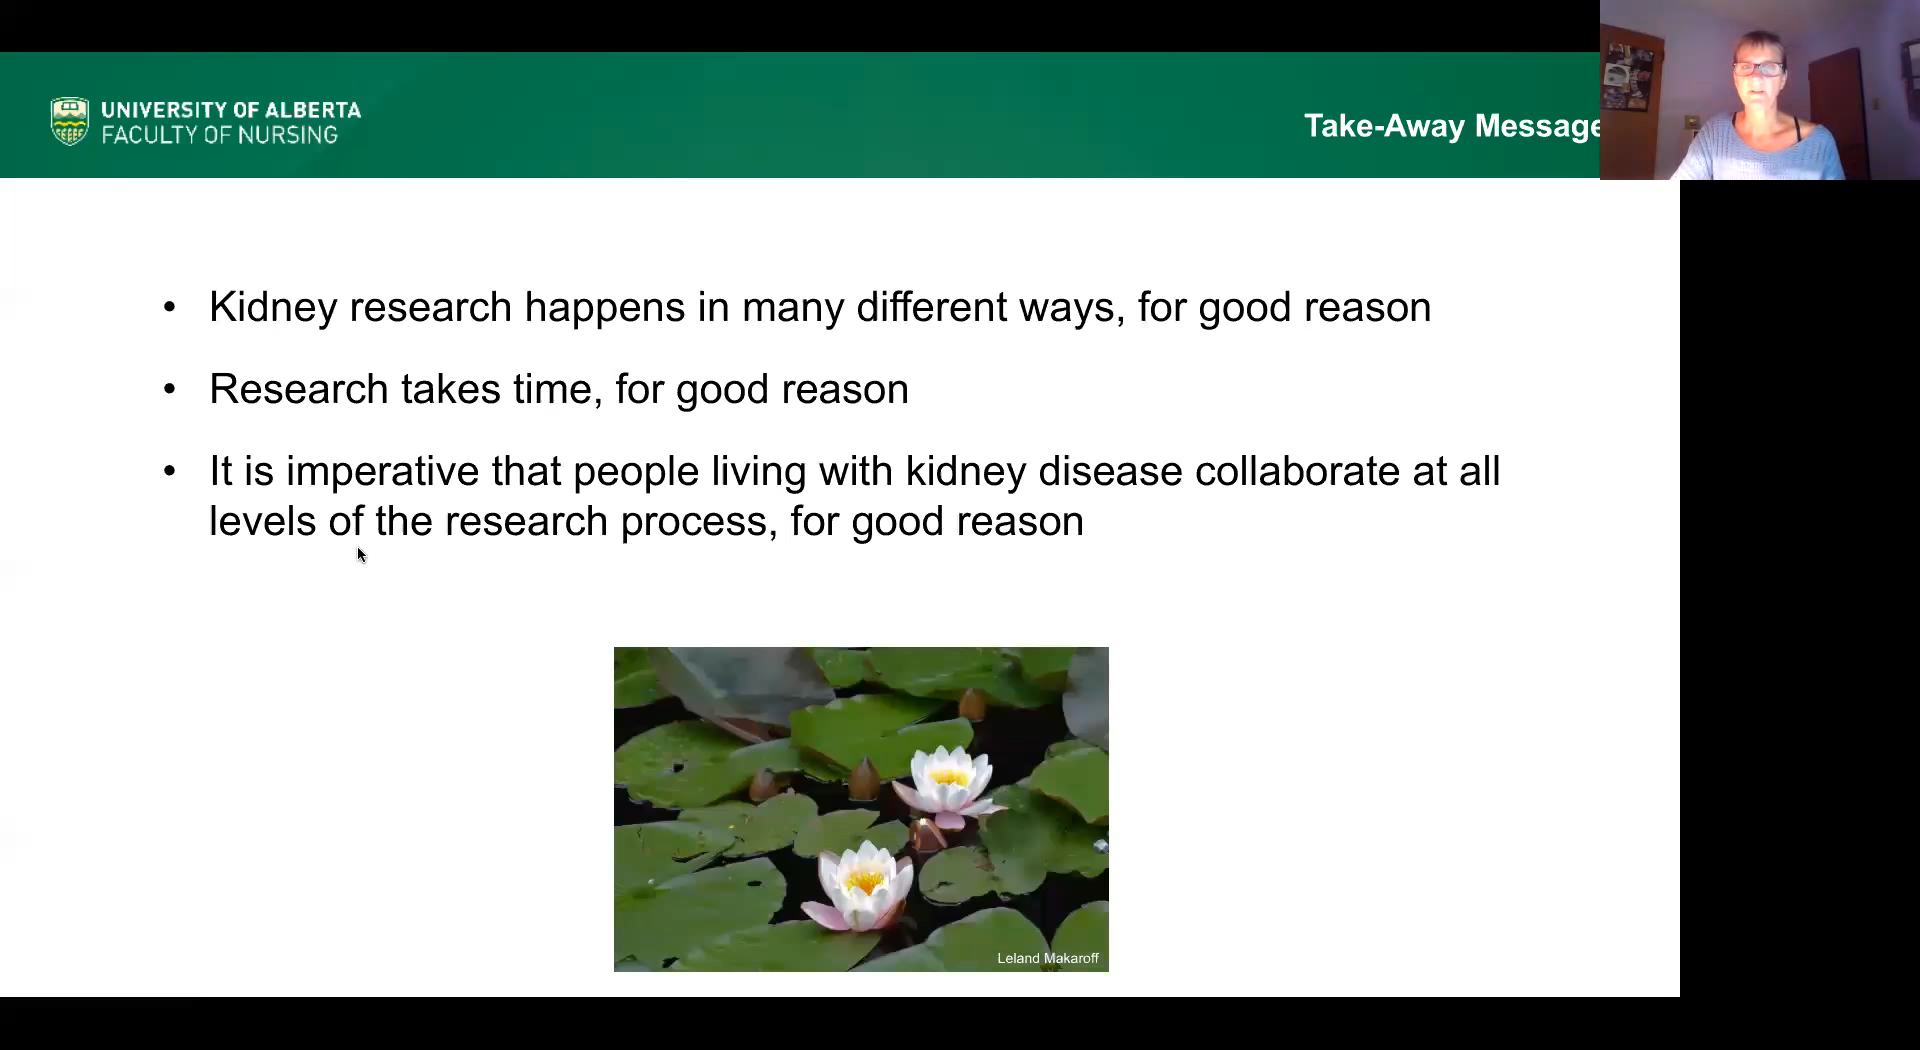 UNIVERSITY OF ALBERTA
FACULTY OF NURSING
Take-Away Message
• Kidney research happens in many different ways, for good reason
• Research takes time, for good reason
• It is imperative that people living with kidney disease collaborate at all
levels of the research process, for good reason
Leland Makaroff